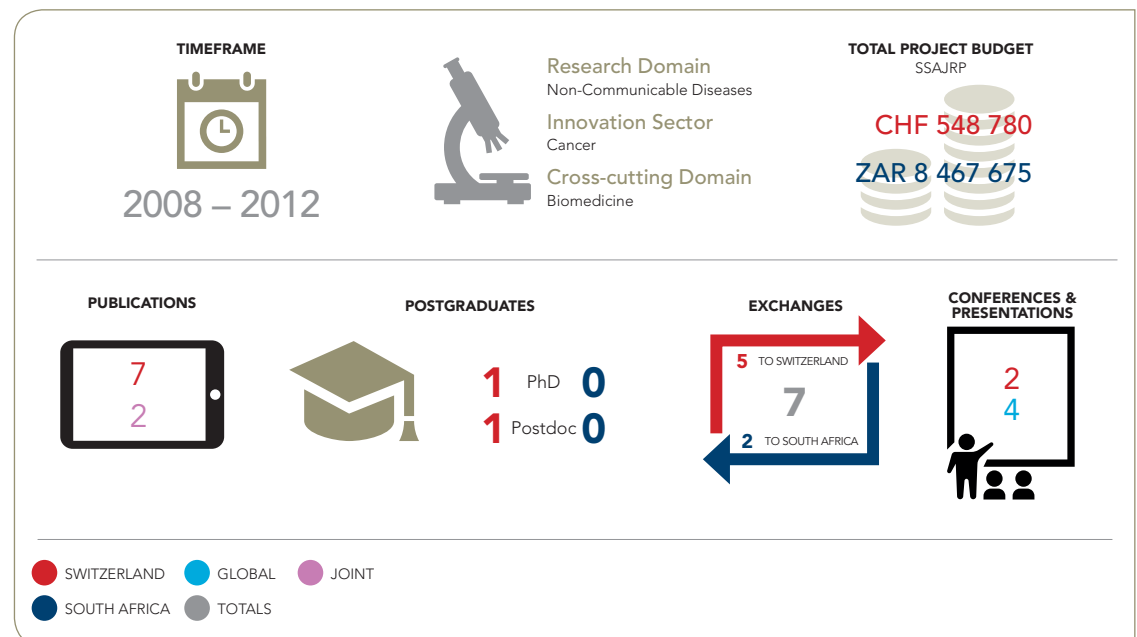 TIMEFRAME
2008 – 2012
Research Domain
Non-Communicable Diseases
Innovation Sector
Cancer
Cross-cutting Domain
Biomedicine
TOTAL PROJECT BUDGET
SSAJRP
CHF 548 780
ZAR 8 467 675
PUBLICATIONS
7
2
POSTGRADUATES
1 PhD 0
1 Postdoc 0
EXCHANGES
5 TO SWITZERLAND
7
2 TO SOUTH AFRICA
CONFERENCES &
PRESENTATIONS
2
4
SWITZERLAND GLOBAL JOINT
SOUTH AFRICA TOTALS